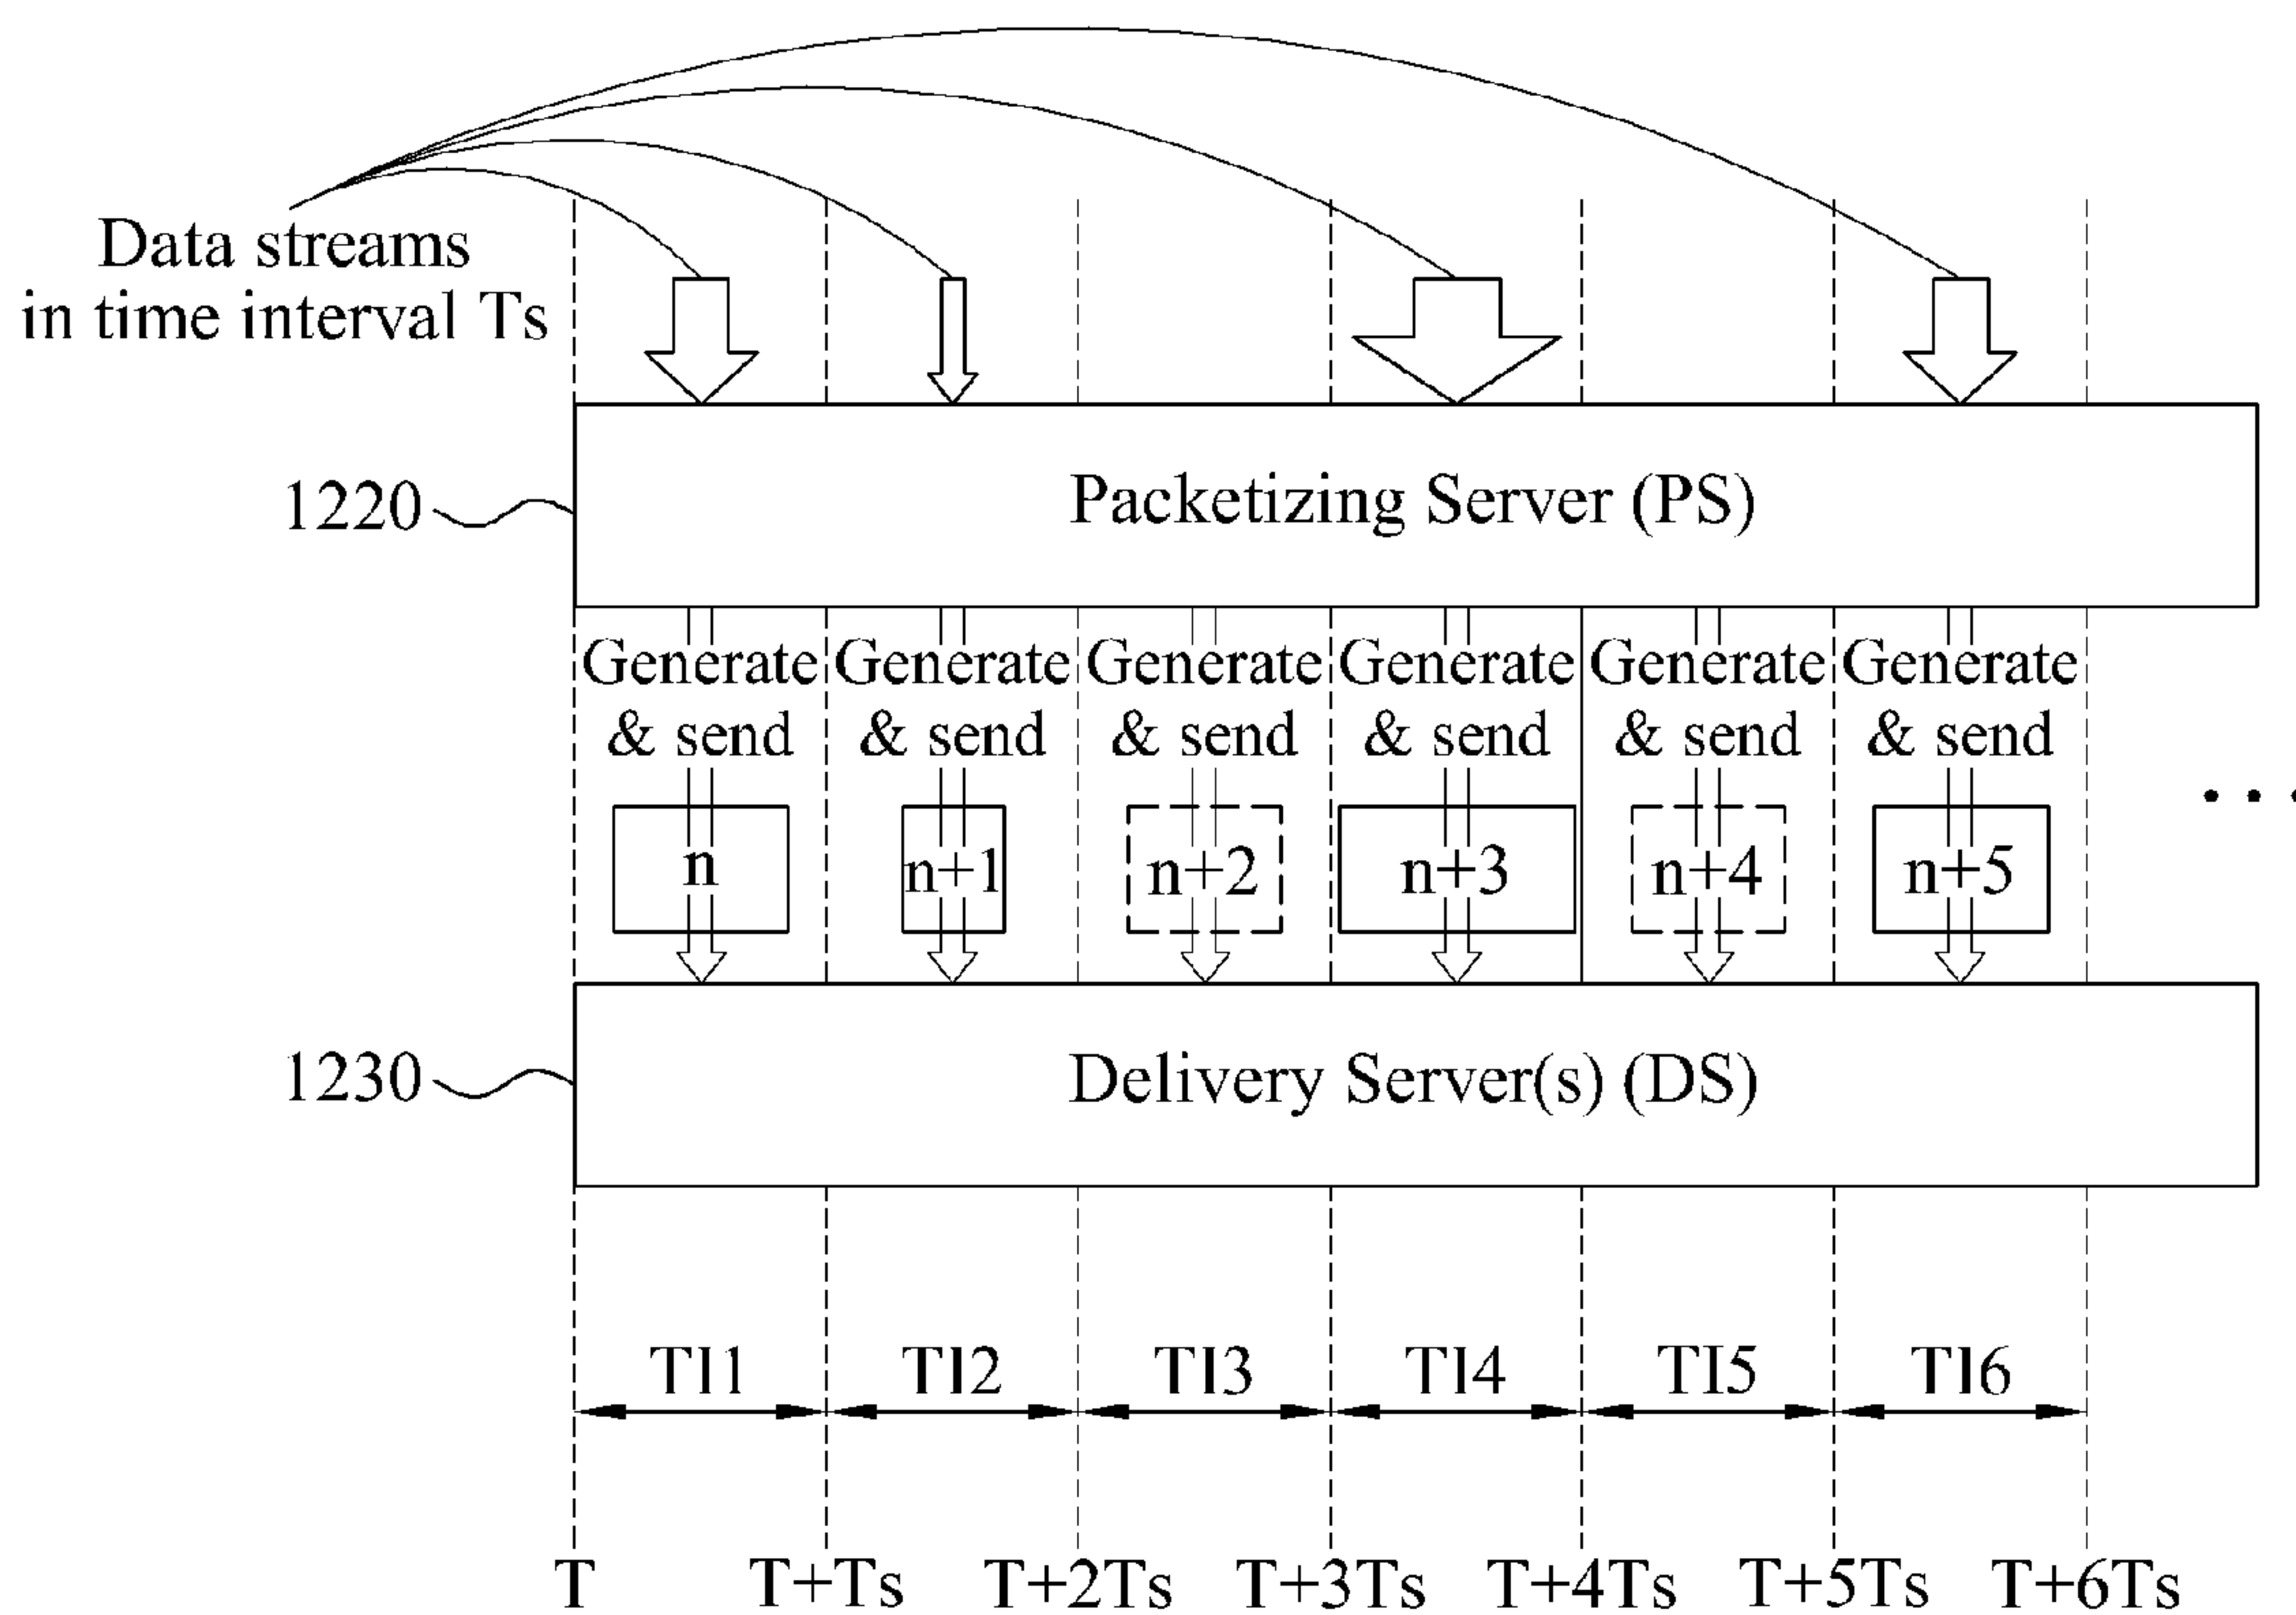 Data streams
in time interval Ts
1220
Packetizing Server (PS)
Generate Generate Generate Generate Generate Generate
& send & send & send & send & send & send
n n+1 n+2 n+3 n+4 n+5
...
1230
Delivery Server(s) (DS)
TI1 TI2 TI3 TI4 TI5 TI6
T T+Ts T+2Ts T+3Ts T+4Ts T+5Ts T+6Ts